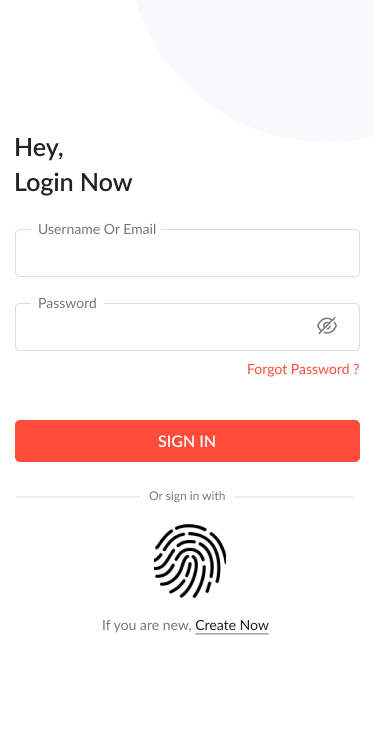 Hey,
Login Now
Username Or Email
Password
Forgot Password ?
SIGN IN
Or sign in with
If you are new, Create Now